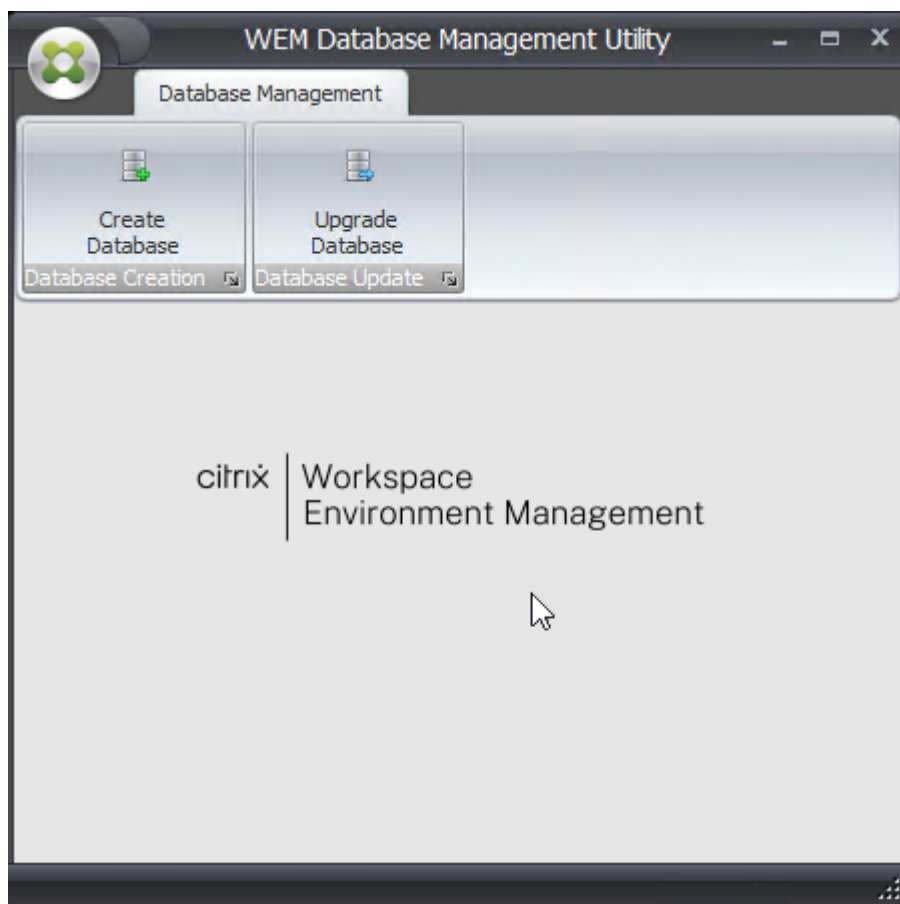 WEM Database Management Utility
Database Management
Create
Database
Upgrade
Database
Database Creation
Database Update
citrix
Workspace
Environment Management